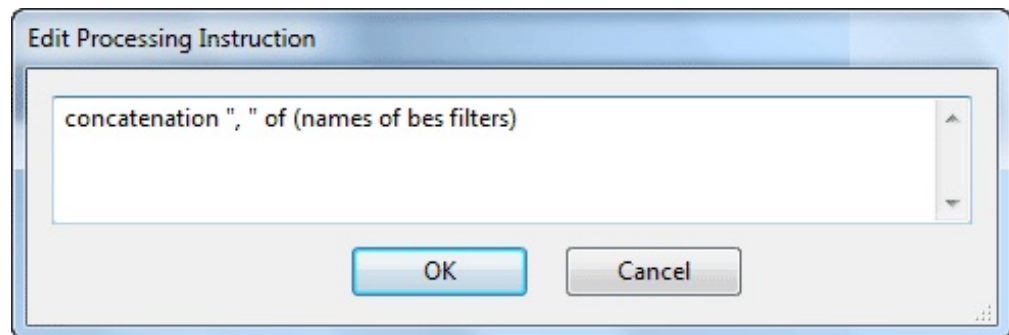 Edit Processing Instruction
concatenation ", " of (names of bes filters)
OK
Cancel